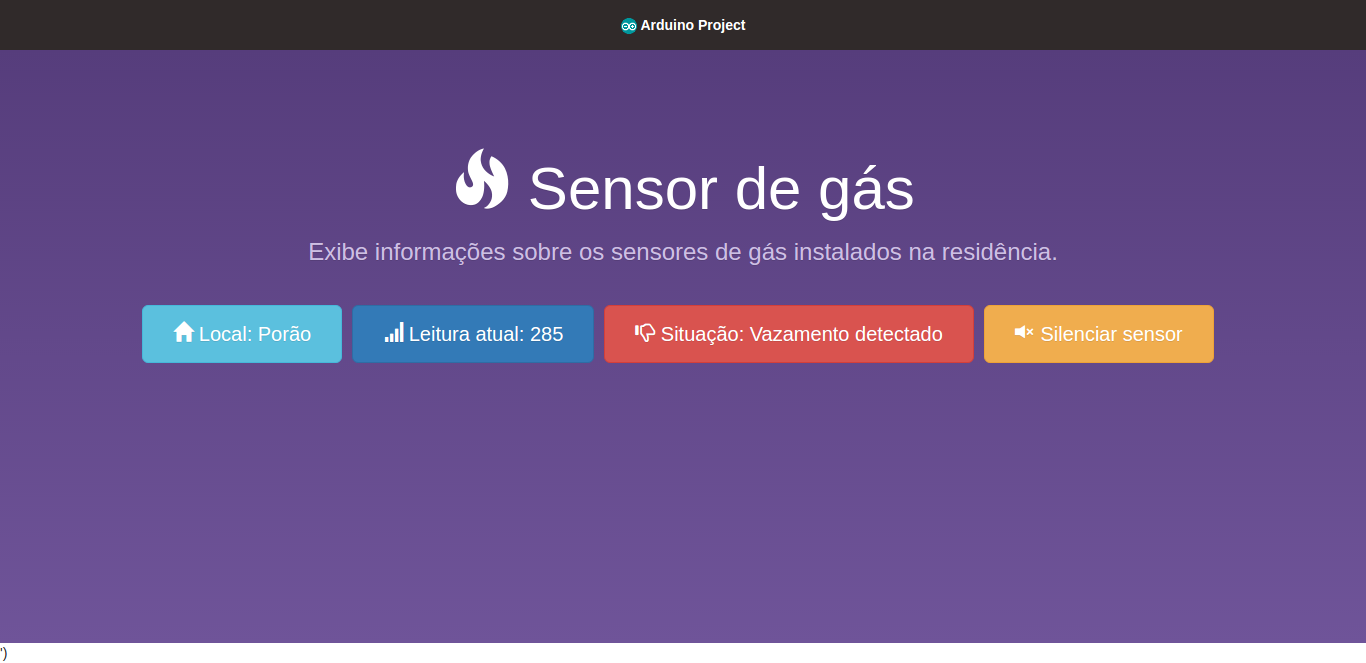 Arduino Project
Sensor de gás
Exibe informações sobre os sensores de gás instalados na residência.
Local: Porão
Leitura atual: 285
Situação: Vazamento detectado
Silenciar sensor
')